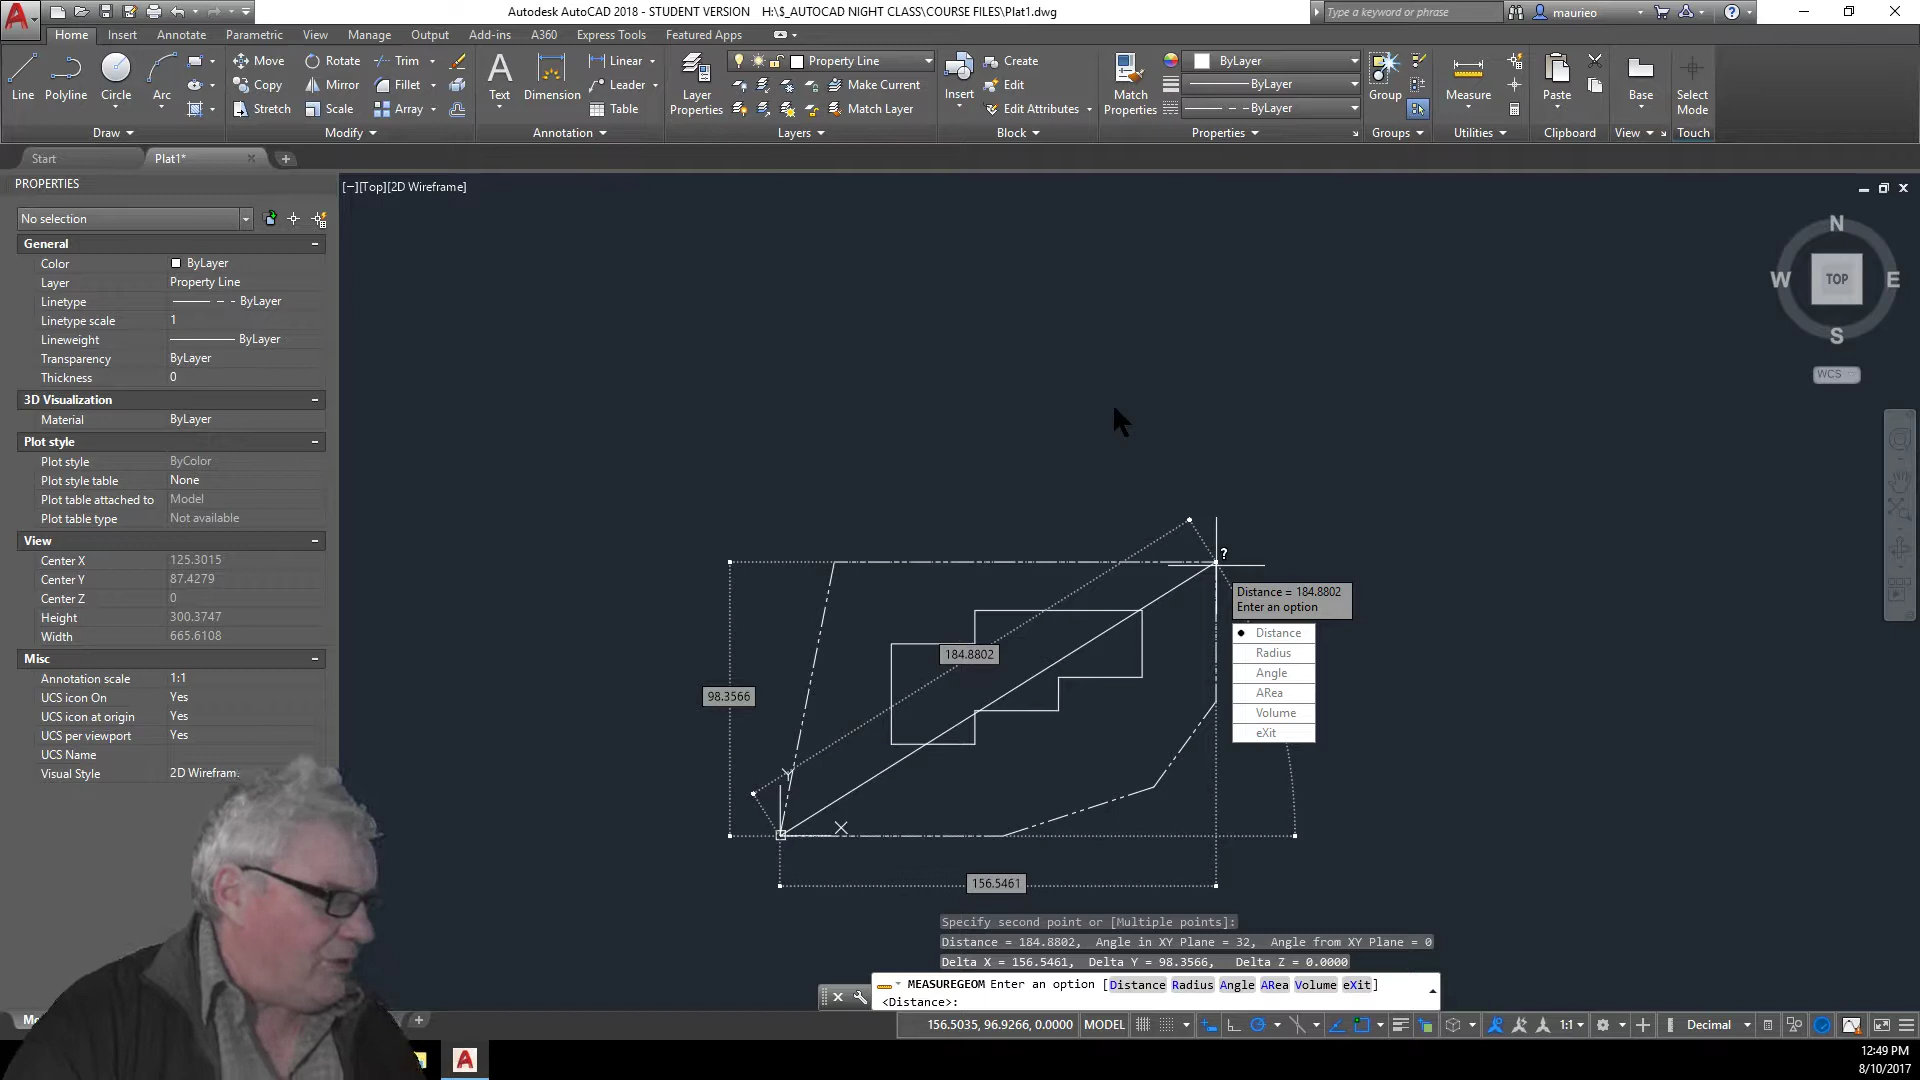 Autodesk AutoCAD 2018 - STUDENT VERSION H:\$_AUTOCAD NIGHT CLASS\COURSE FILES\Plat1.dwg
Type a keyword or phrase
maurieo
Home Insert Annotate Parametric View Manage Output Add-ins A360 Express Tools Featured Apps
Line Polyline Circle Arc
Move Rotate Trim
Copy Mirror Fillet
Stretch Scale Array
Text Dimension
Linear
Leader
Table
Layer Properties
Property Line
Make Current
Match Layer
Insert
Create
Edit
Edit Attributes
Match Properties
ByLayer
ByLayer
ByLayer
Group
Measure
Paste
Base
Select Mode
Draw Modify Annotation Layers Block Properties Groups Utilities Clipboard View Touch
Start Plat1*
PROPERTIES
[−][Top][2D Wireframe]
No selection
General
Color ByLayer
Layer Property Line
Linetype ByLayer
Linetype scale 1
Lineweight ByLayer
Transparency ByLayer
Thickness 0
3D Visualization
Material ByLayer
Plot style
Plot style ByColor
Plot style table None
Plot table attached to Model
Plot table type Not available
View
Center X 125.3015
Center Y 87.4279
Center Z 0
Height 300.3747
Width 665.6108
Misc
Annotation scale 1:1
UCS icon On Yes
UCS icon at origin Yes
UCS per viewport Yes
UCS Name
Visual Style 2D Wirefram.
N
W TOP E
S
WCS
?
Distance = 184.8802
Enter an option
Distance
Radius
Angle
ARea
Volume
eXit
184.8802
98.3566
Y
X
156.5461
Specify second point or [Multiple points]:
Distance = 184.8802, Angle in XY Plane = 32, Angle from XY Plane = 0
Delta X = 156.5461, Delta Y = 98.3566, Delta Z = 0.0000
MEASUREGEOM Enter an option [Distance Radius Angle ARea Volume eXit]
<Distance>:
156.5035, 96.9266, 0.0000 MODEL 1:1 Decimal
12:49 PM
8/10/2017